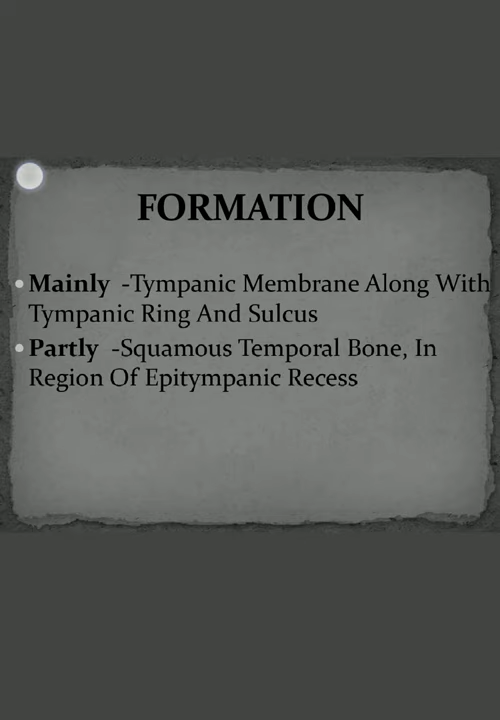 FORMATION
• Mainly -Tympanic Membrane Along With
Tympanic Ring And Sulcus
• Partly -Squamous Temporal Bone, In
Region Of Epitympanic Recess